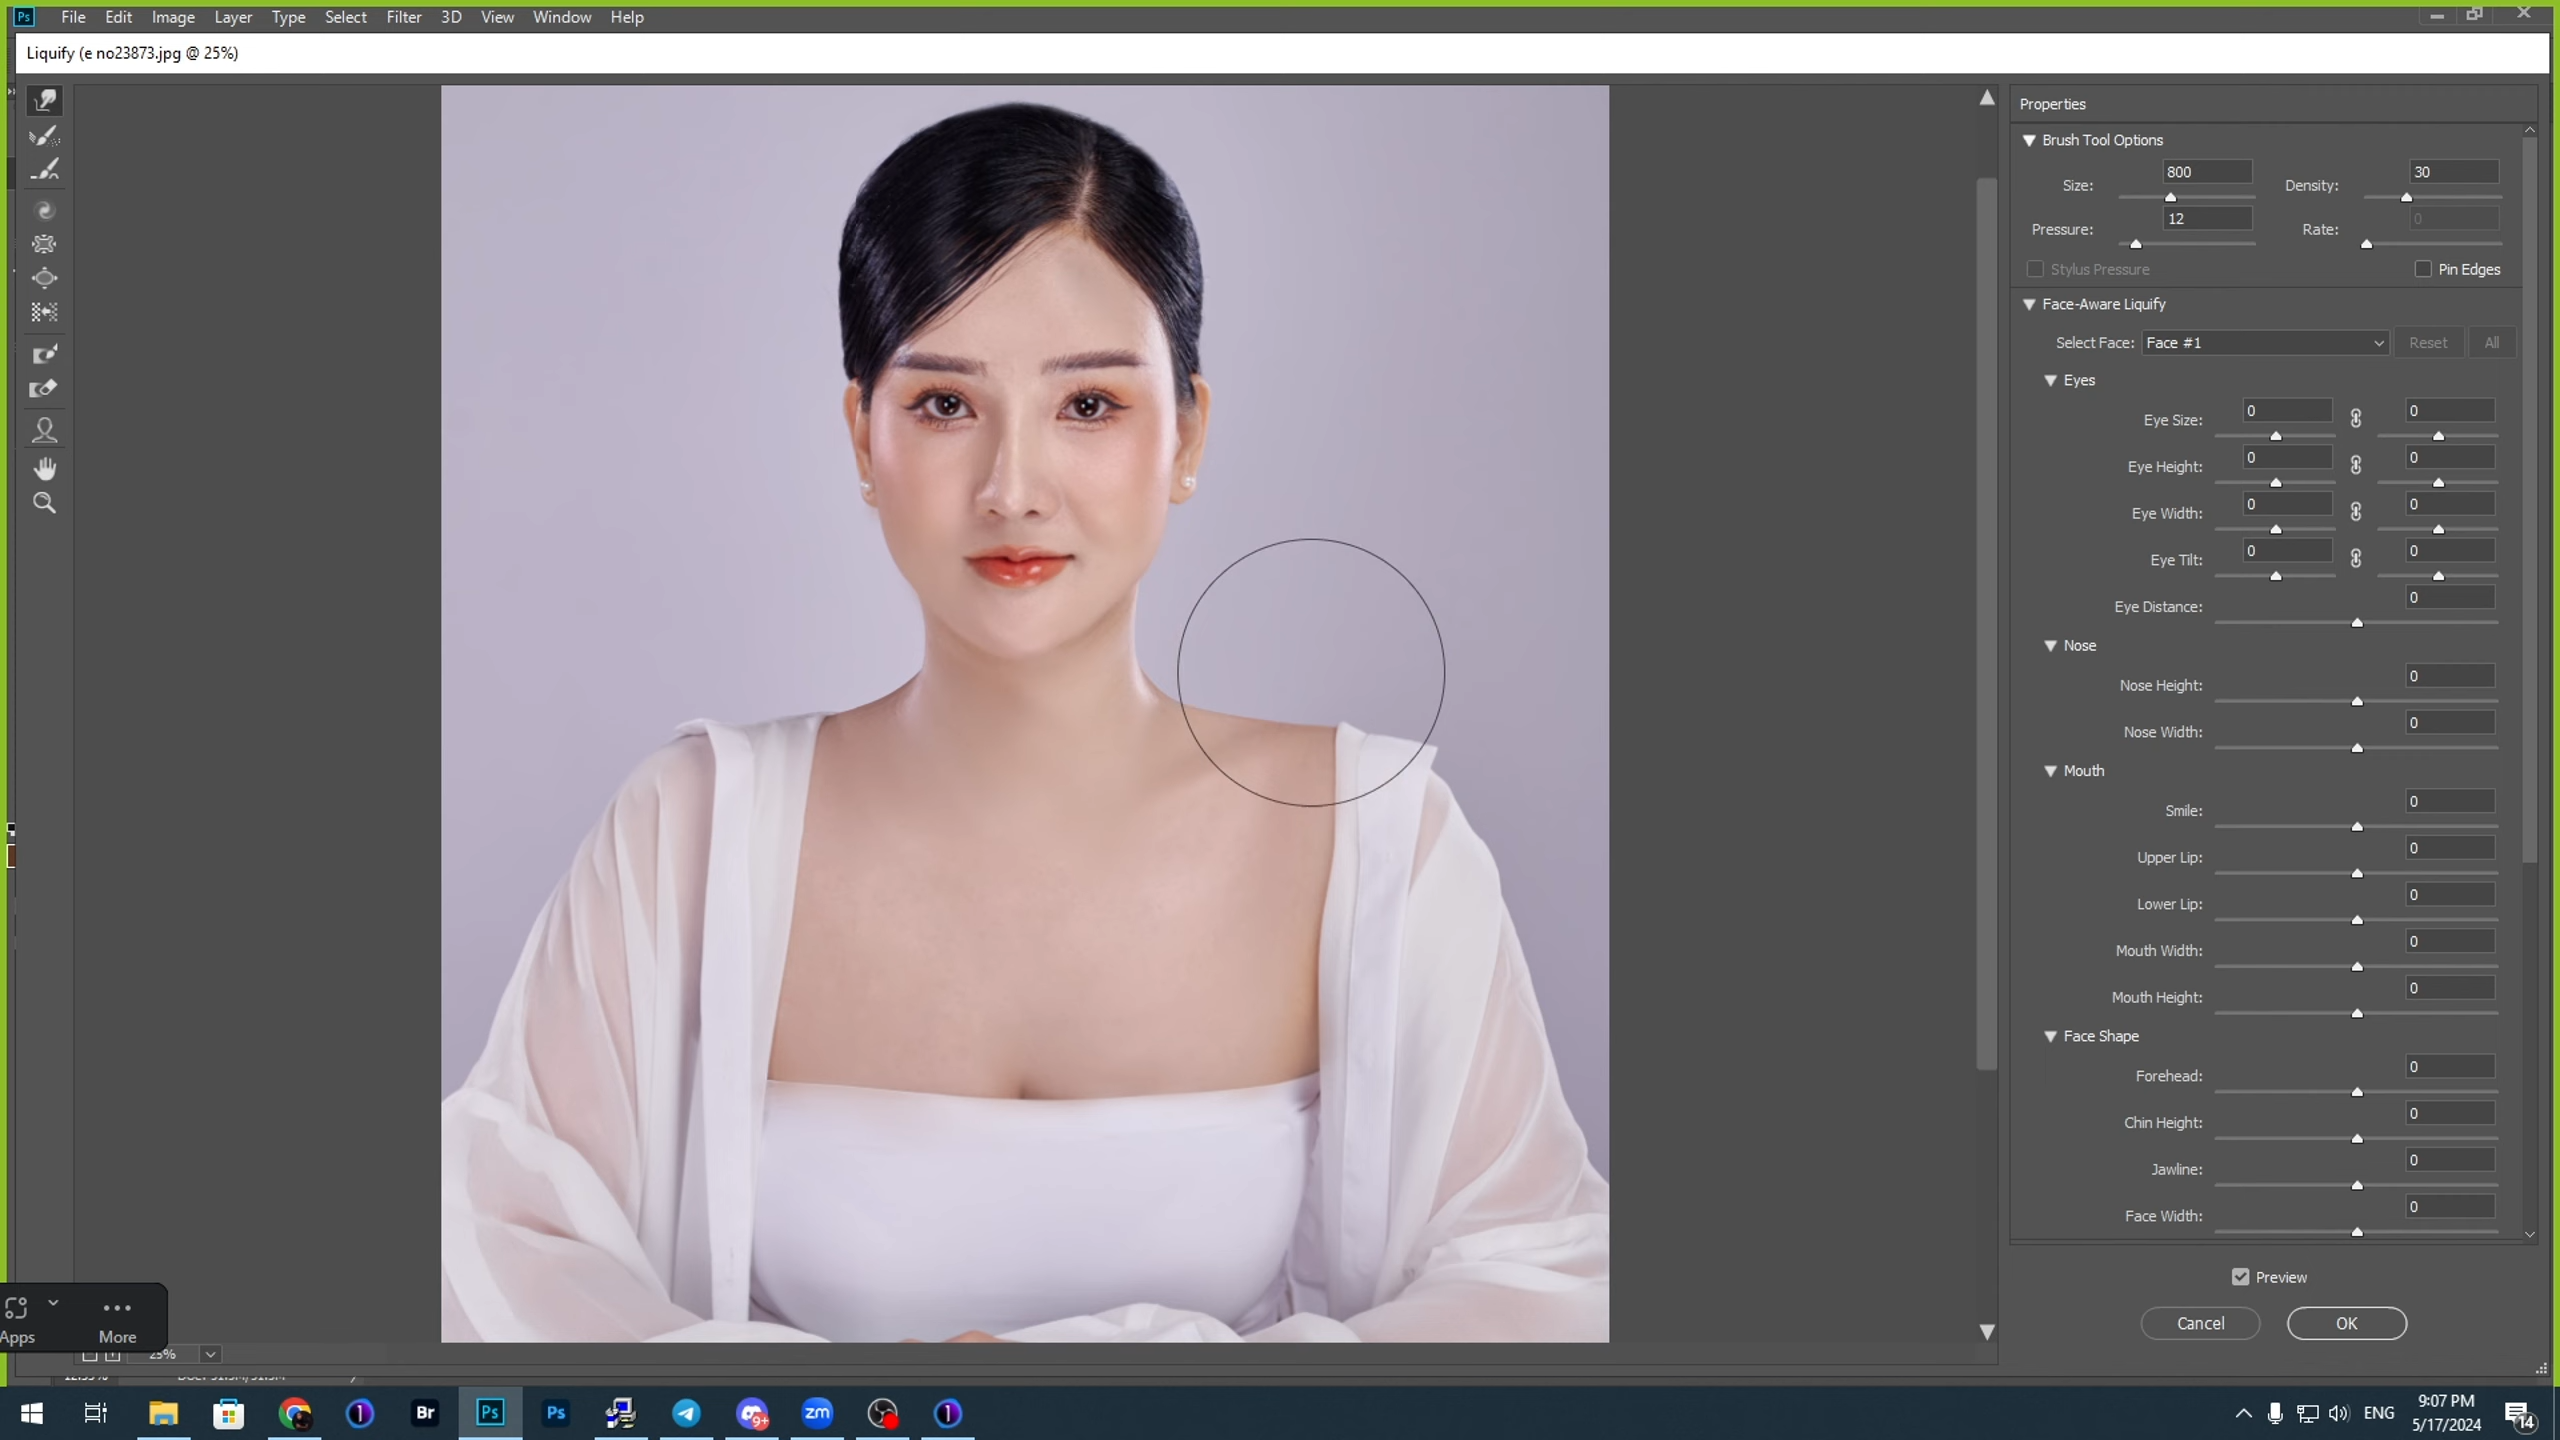 Ps File Edit Image Layer Type Select Filter 3D View Window Help
Liquify (e no23873.jpg @ 25%)
Properties
Brush Tool Options
Size: 800 Density: 30
Pressure: 12 Rate: 0
Stylus Pressure Pin Edges
Face-Aware Liquify
Select Face: Face #1 Reset All
Eyes
Eye Size: 0 0
Eye Height: 0 0
Eye Width: 0 0
Eye Tilt: 0 0
Eye Distance: 0
Nose
Nose Height: 0
Nose Width: 0
Mouth
Smile: 0
Upper Lip: 0
Lower Lip: 0
Mouth Width: 0
Mouth Height: 0
Face Shape
Forehead: 0
Chin Height: 0
Jawline: 0
Face Width: 0
Preview
Cancel OK
Apps More
25%
Br Ps Ps 9+ zm
ENG
9:07 PM
5/17/2024
14